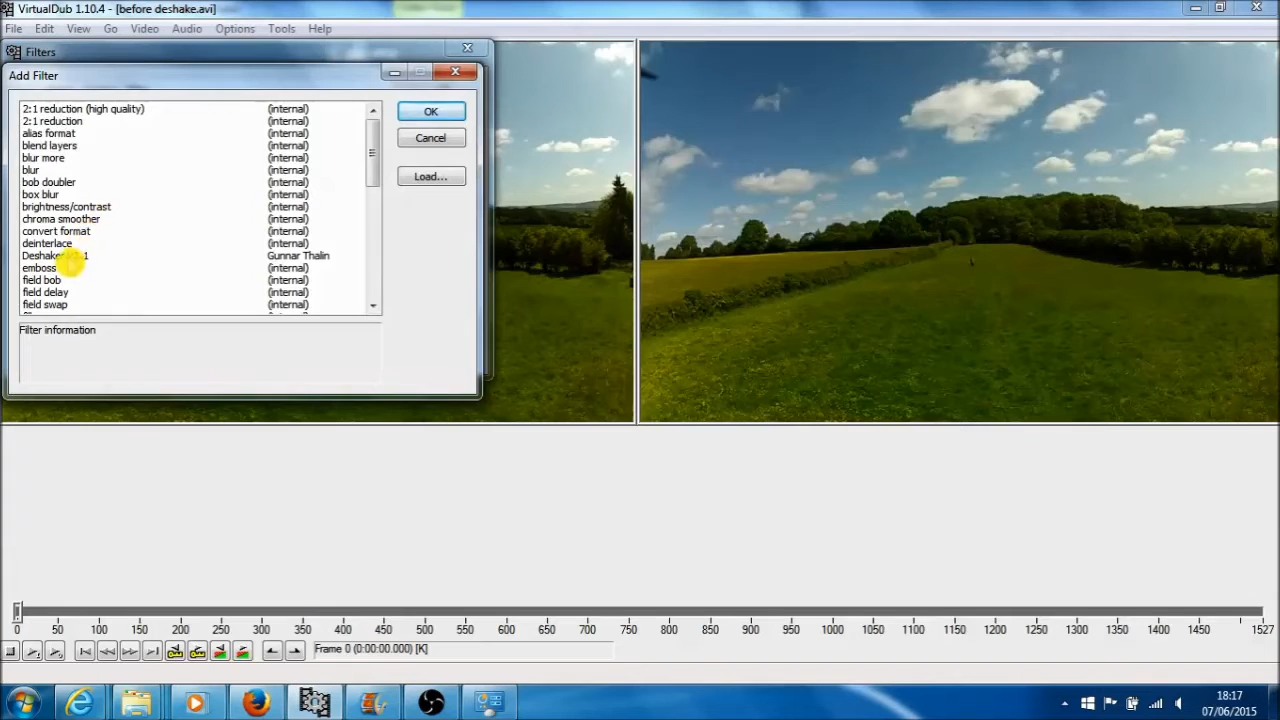 VirtualDub 1.10.4 - [before deshake.avi]
File Edit View Go Video Audio Options Tools Help
Filters
Add Filter
2:1 reduction (high quality) (internal)
2:1 reduction (internal)
alias format (internal)
blend layers (internal)
blur more (internal)
blur (internal)
bob doubler (internal)
box blur (internal)
brightness/contrast (internal)
chroma smoother (internal)
convert format (internal)
deinterlace (internal)
Deshaker Gunnar Thalin
emboss (internal)
field bob (internal)
field delay (internal)
field swap (internal)
OK
Cancel
Load...
Filter information
0 50 100 150 200 250 300 350 400 450 500 550 600 650 700 750 800 850 900 950 1000 1050 1100 1150 1200 1250 1300 1350 1400 1450 1527
Frame 0 (0:00:00.000) [K]
18:17
07/06/2015